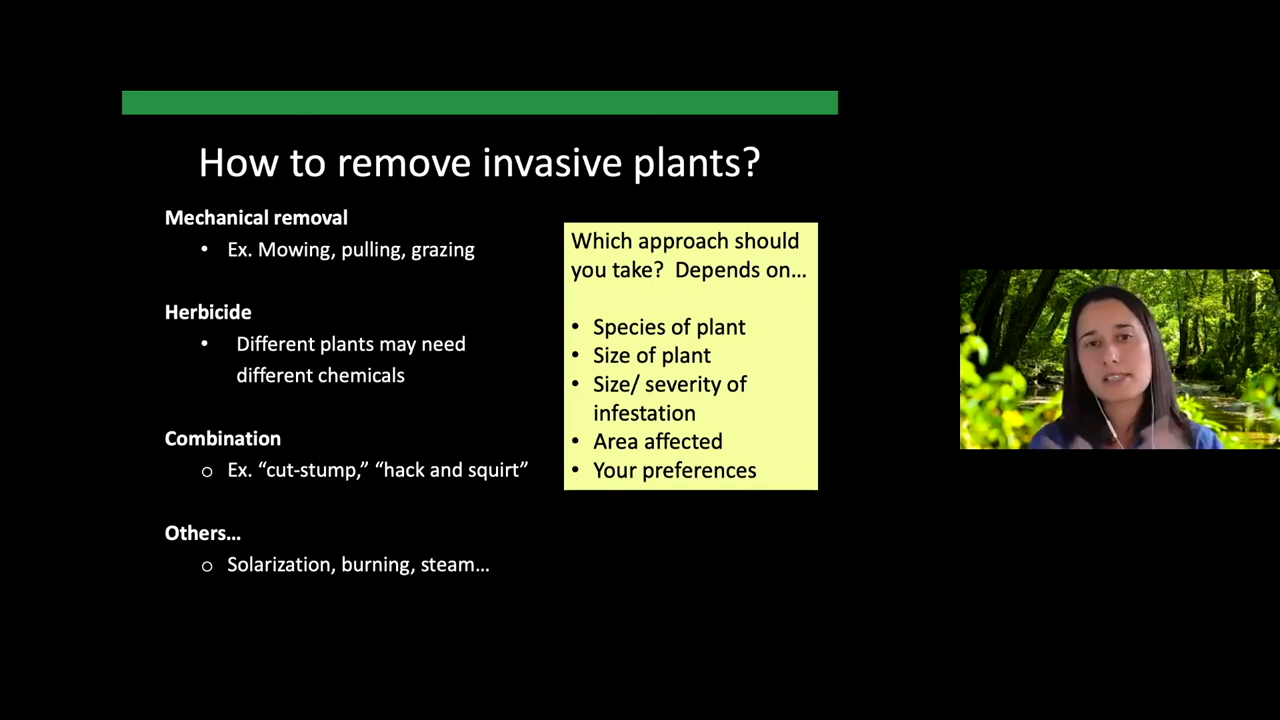 How to remove invasive plants?
Mechanical removal
• Ex. Mowing, pulling, grazing
Herbicide
• Different plants may need
different chemicals
Combination
o Ex. “cut-stump,” “hack and squirt”
Others…
o Solarization, burning, steam…
Which approach should
you take? Depends on…
• Species of plant
• Size of plant
• Size/ severity of
infestation
• Area affected
• Your preferences